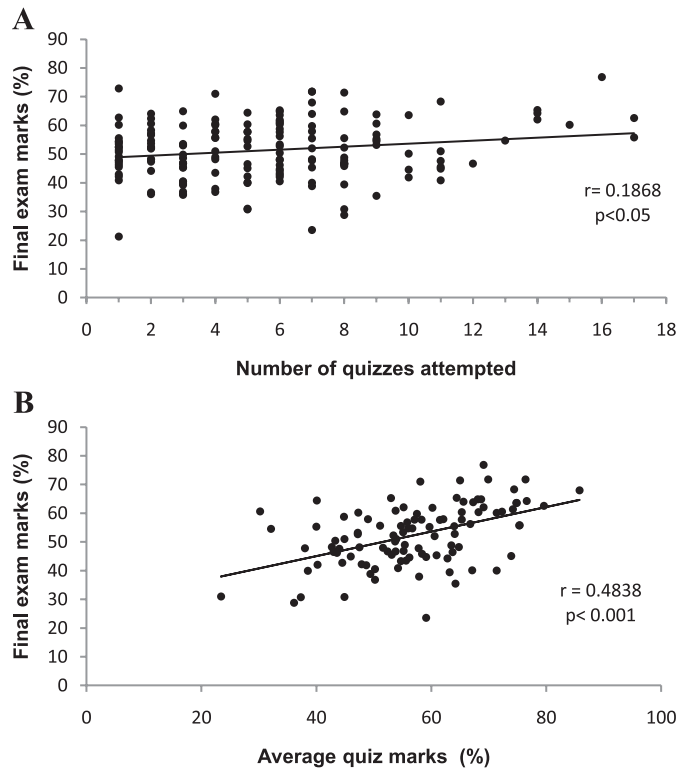 A
90
80
70
60
50
40
30
20
10
0
Final exam marks (%)
r= 0.1868
p<0.05
0 2 4 6 8 10 12 14 16 18
Number of quizzes attempted
B
90
80
70
60
50
40
30
20
10
0
Final exam marks (%)
r = 0.4838
p< 0.001
0 20 40 60 80 100
Average quiz marks (%)